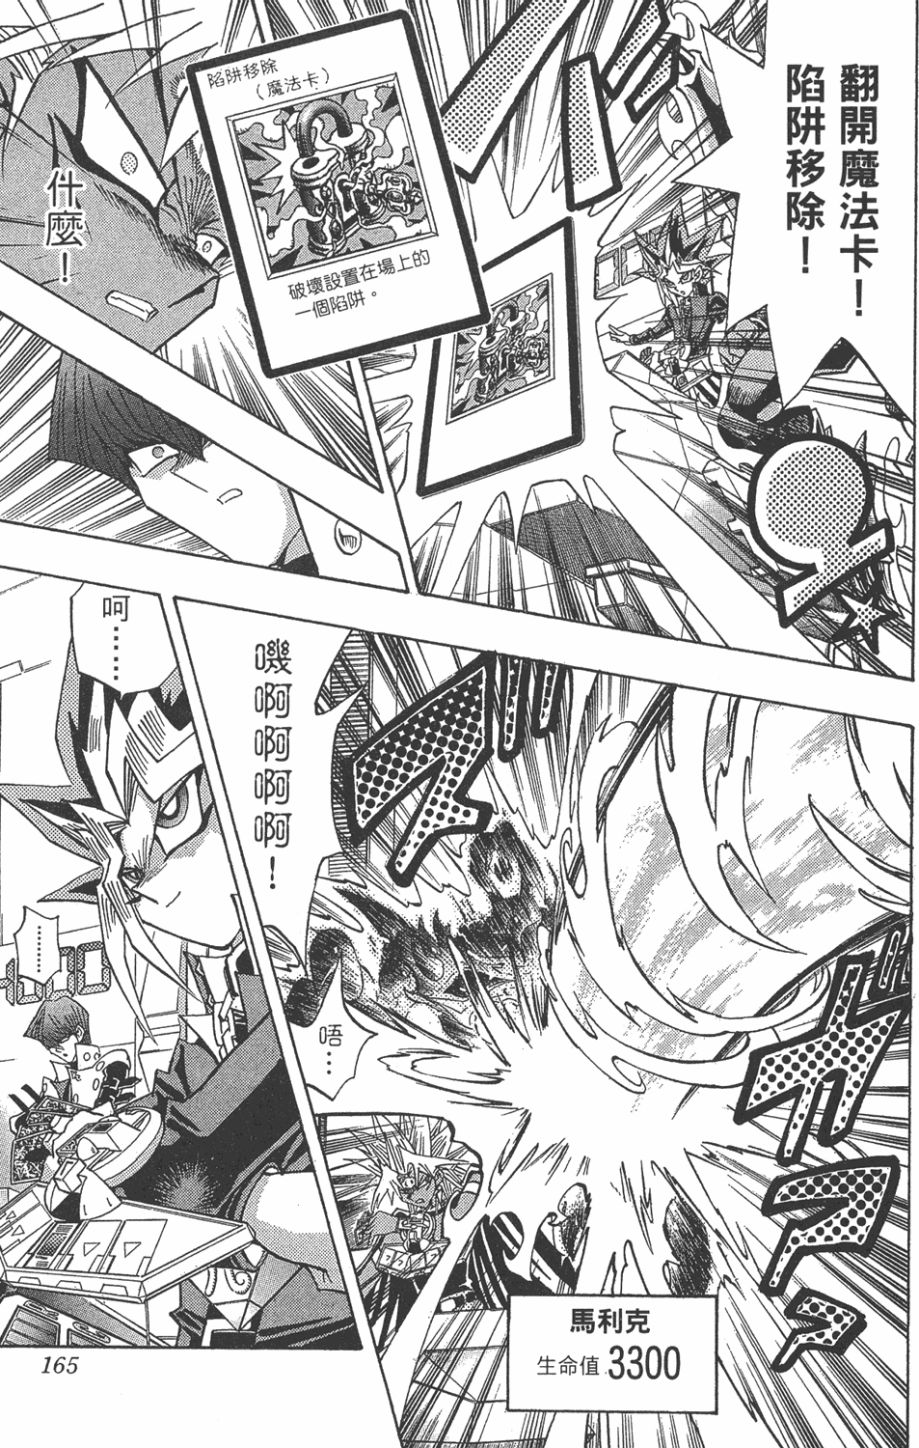 翻開魔法卡！
陷阱移除！
陷阱移除
（魔法卡）
破壞設置在場上的
一個陷阱。
什麼！
嘰啊啊啊啊！
唔…
馬利克
生命值 3300
呵……
………
165